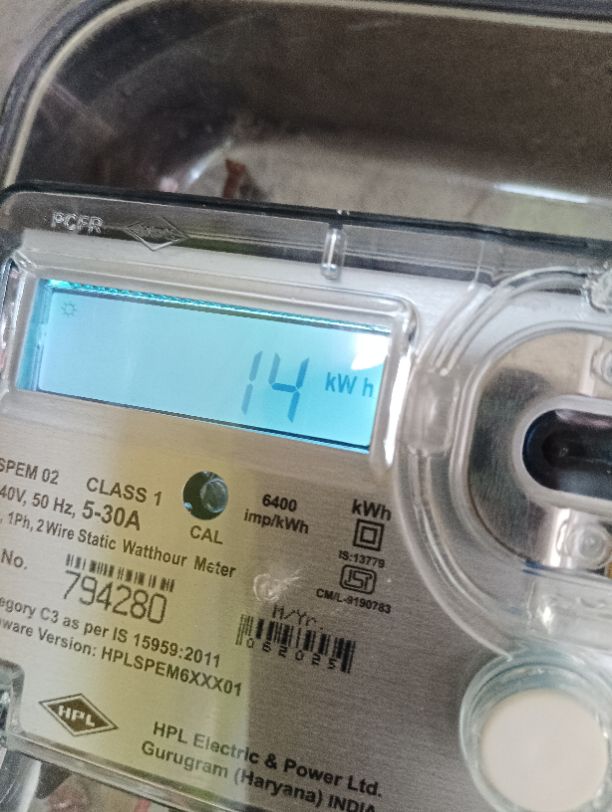 PCFR
14 kWh
SPEM 02 CLASS 1
40V, 50 Hz, 5-30A
, 1Ph, 2 Wire Static Watthour Meter
CAL
6400
imp/kWh
kWh
IS:13779
ISI
CM/L-9190783
No.
794280
egory C3 as per IS 15959:2011
ware Version: HPLSPEM6XXX01
M/Yr.
062025
HPL
HPL Electric & Power Ltd.
Gurugram (Haryana) INDIA